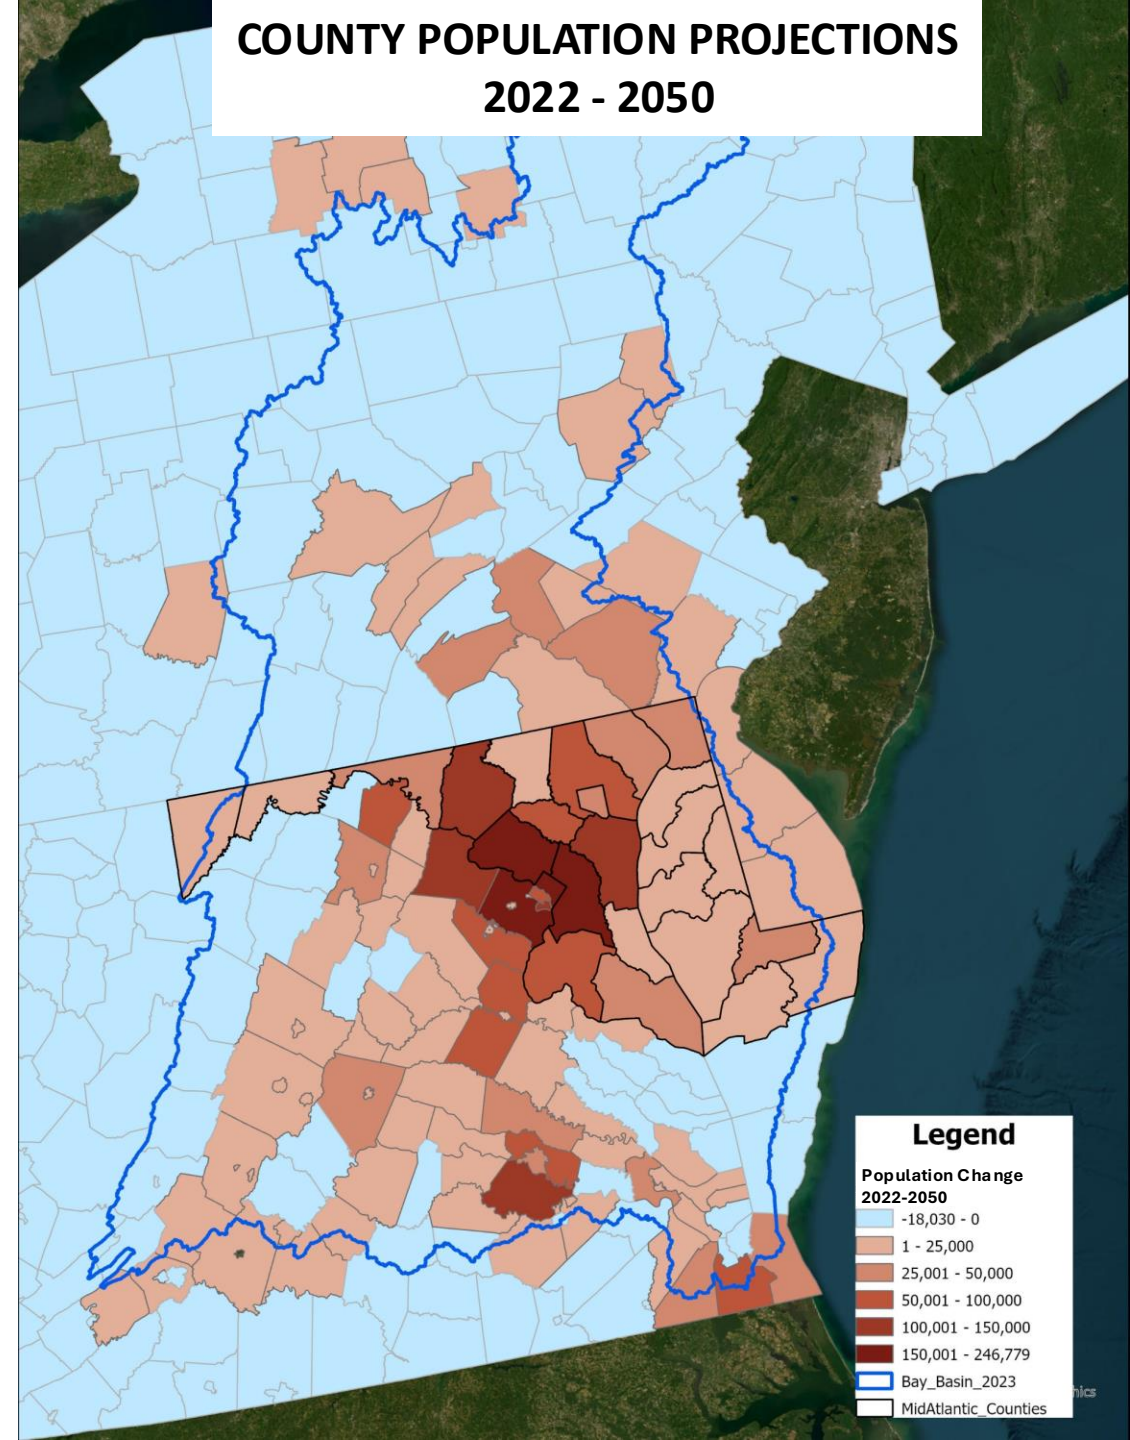 COUNTY POPULATION PROJECTIONS
2022 - 2050
Legend
Population Change
2022-2050
-18,030 - 0
1 - 25,000
25,001 - 50,000
50,001 - 100,000
100,001 - 150,000
150,001 - 246,779
Bay_Basin_2023
MidAtlantic_Counties